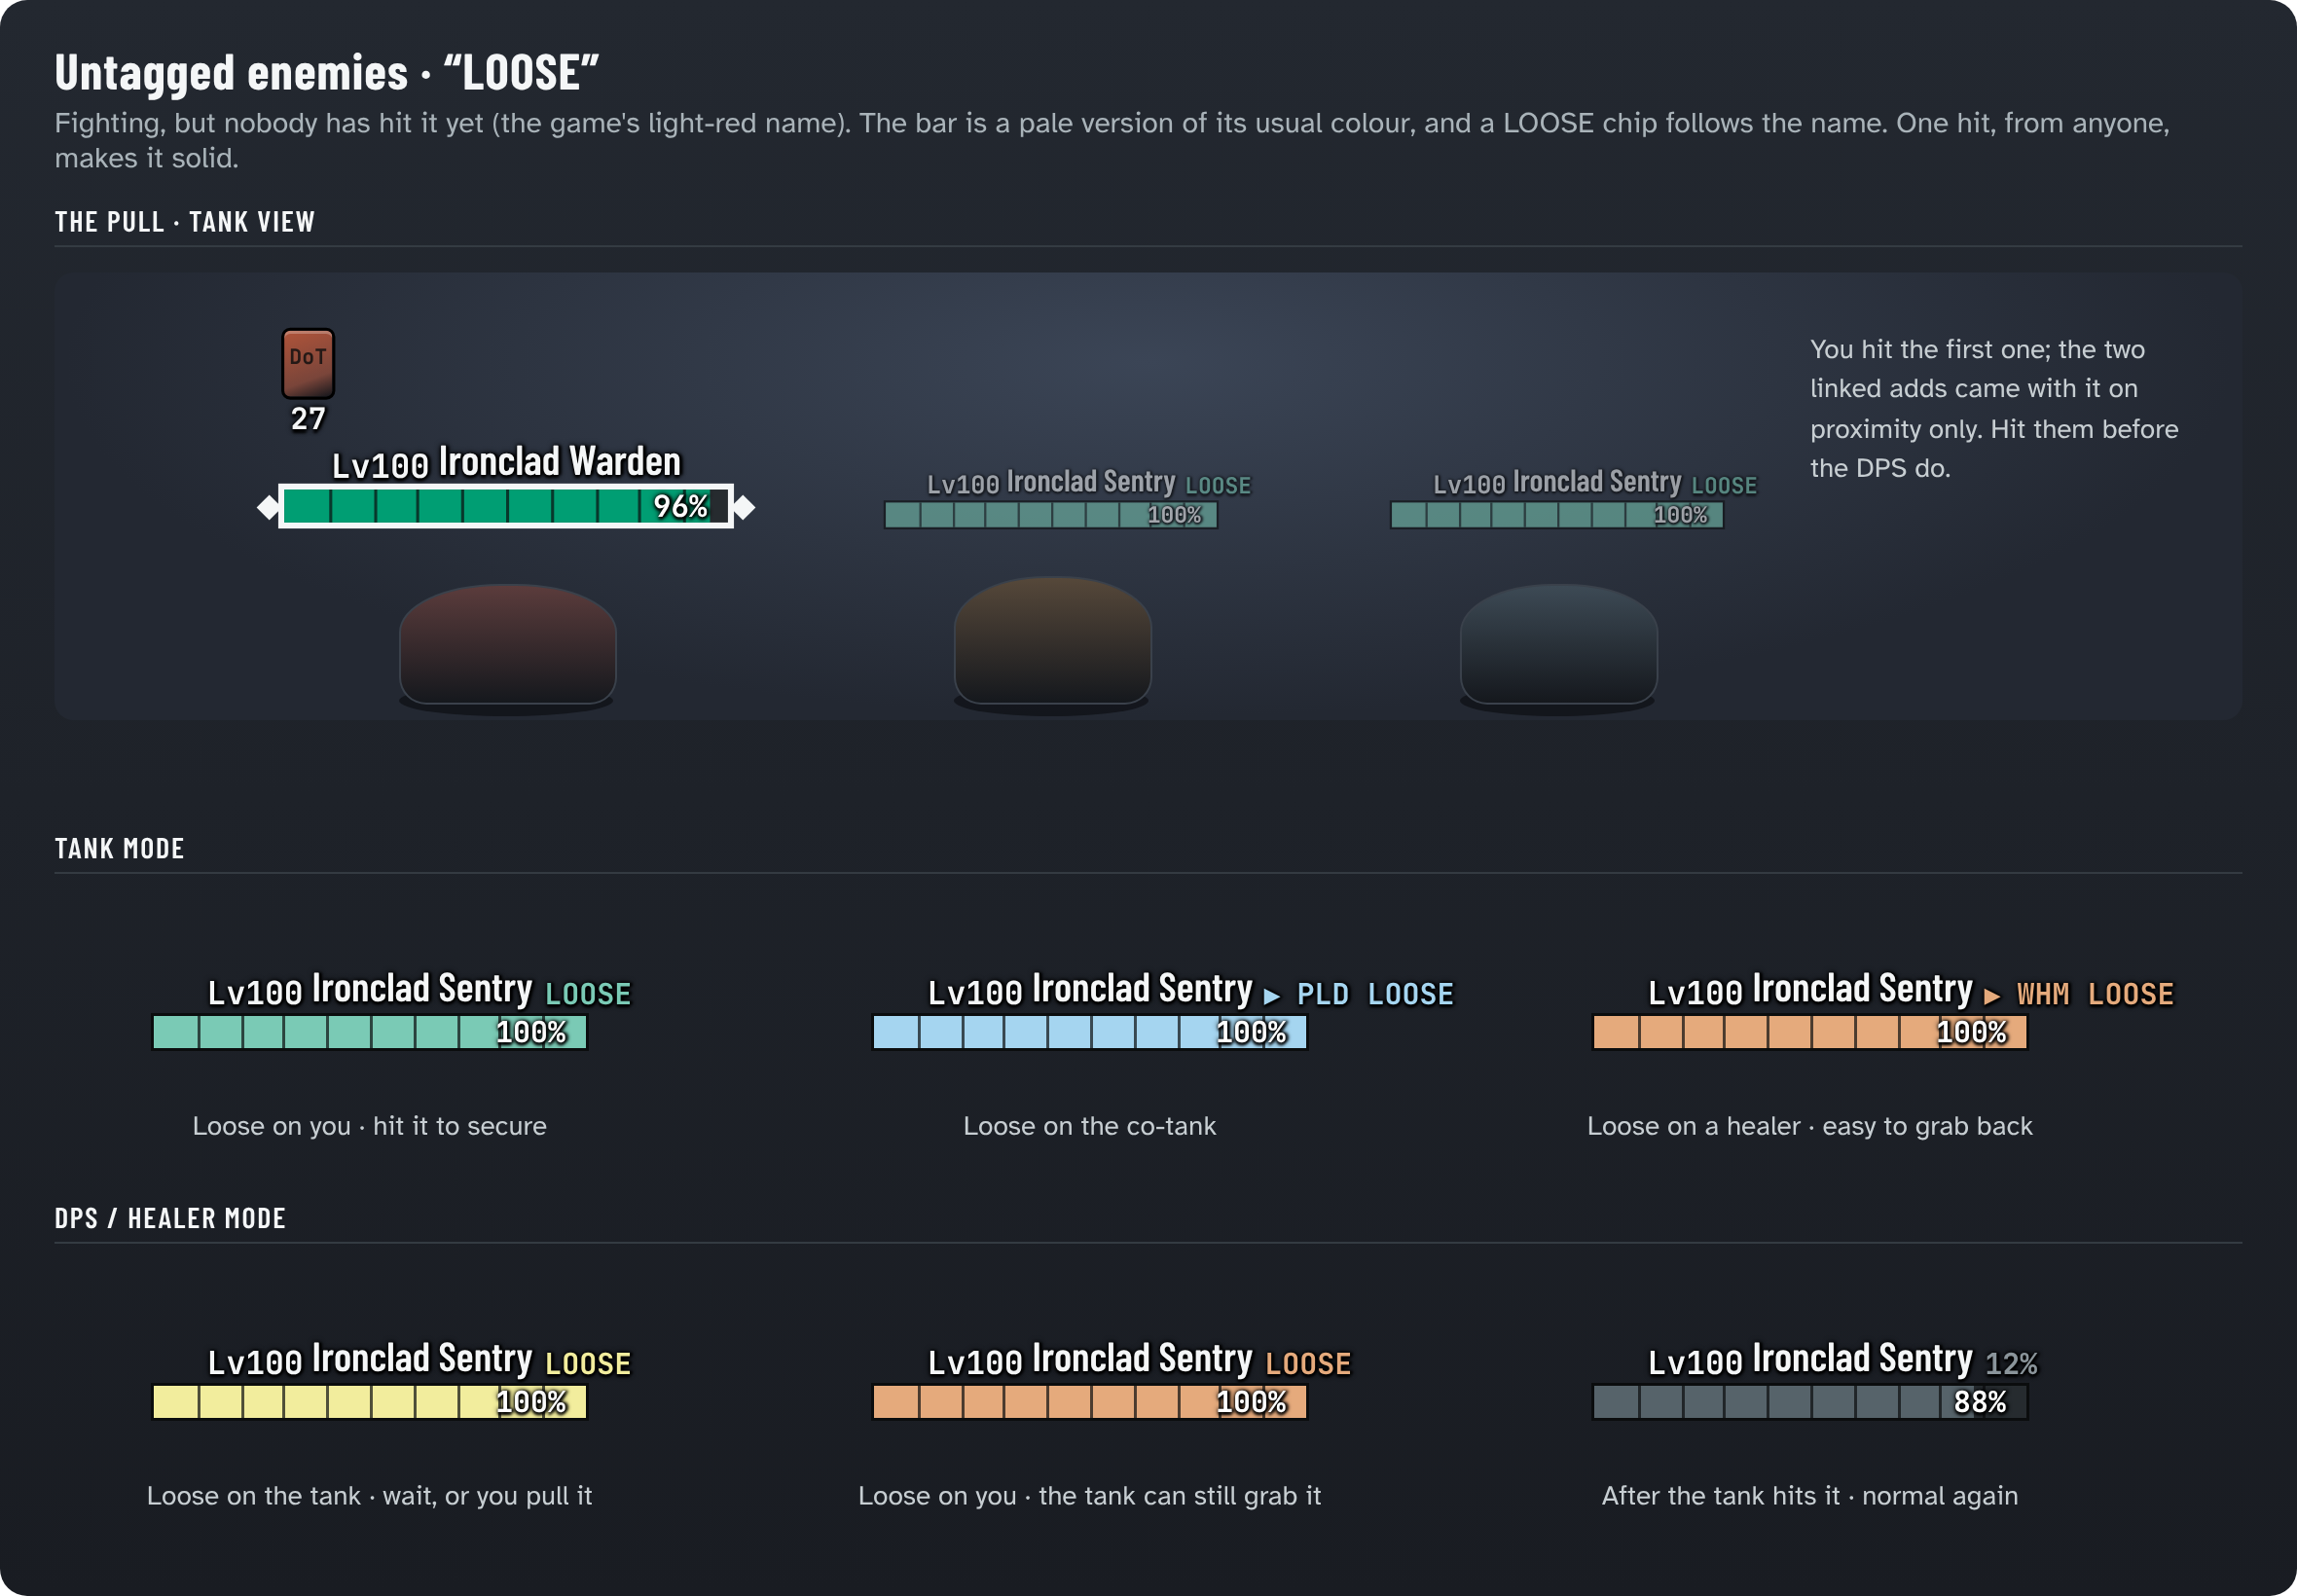 Untagged enemies · “LOOSE”
Fighting, but nobody has hit it yet (the game's light-red name). The bar is a pale version of its usual colour, and a LOOSE chip follows the name. One hit, from anyone,
makes it solid.
THE PULL · TANK VIEW
DoT
27
Lv100 Ironclad Warden
96%
Lv100 Ironclad Sentry LOOSE
100%
Lv100 Ironclad Sentry LOOSE
100%
You hit the first one; the two
linked adds came with it on
proximity only. Hit them before
the DPS do.
TANK MODE
Lv100 Ironclad Sentry LOOSE
100%
Loose on you · hit it to secure
Lv100 Ironclad Sentry ▶ PLD LOOSE
100%
Loose on the co-tank
Lv100 Ironclad Sentry ▶ WHM LOOSE
100%
Loose on a healer · easy to grab back
DPS / HEALER MODE
Lv100 Ironclad Sentry LOOSE
100%
Loose on the tank · wait, or you pull it
Lv100 Ironclad Sentry LOOSE
100%
Loose on you · the tank can still grab it
Lv100 Ironclad Sentry 12%
88%
After the tank hits it · normal again